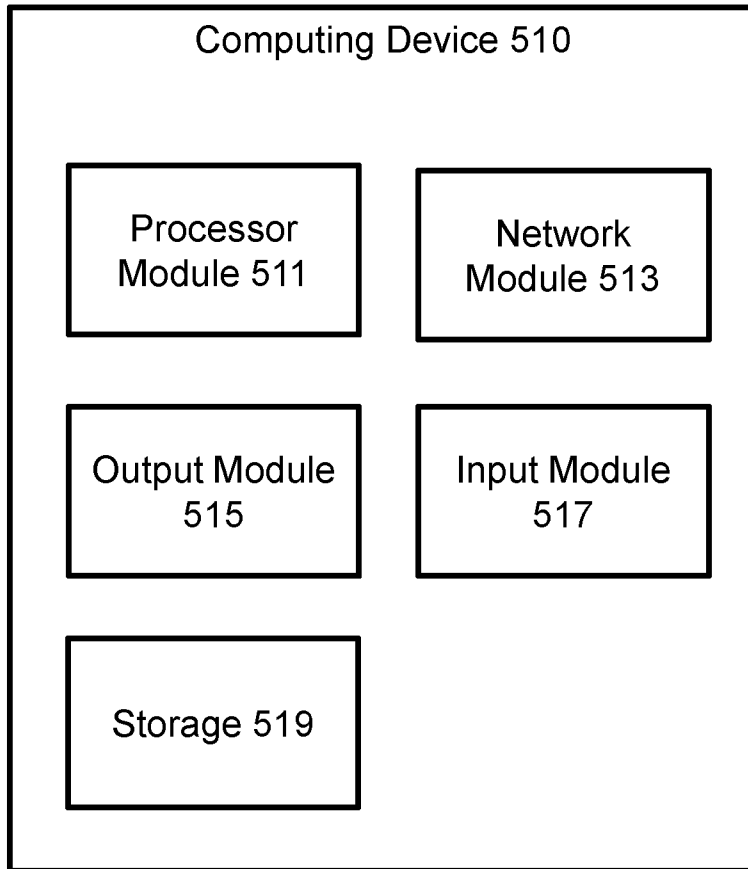 Computing Device 510
Processor
Module 511
Network
Module 513
Output Module
515
Input Module
517
Storage 519